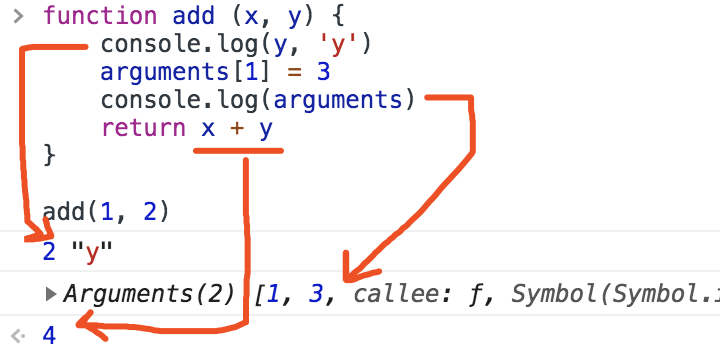 function add (x, y) {
console.log(y, 'y')
arguments[1] = 3
console.log(arguments)
return x + y
}
add(1, 2)
2 "y"
Arguments(2) [1, 3, callee: ƒ, Symbol(Symbol.
4